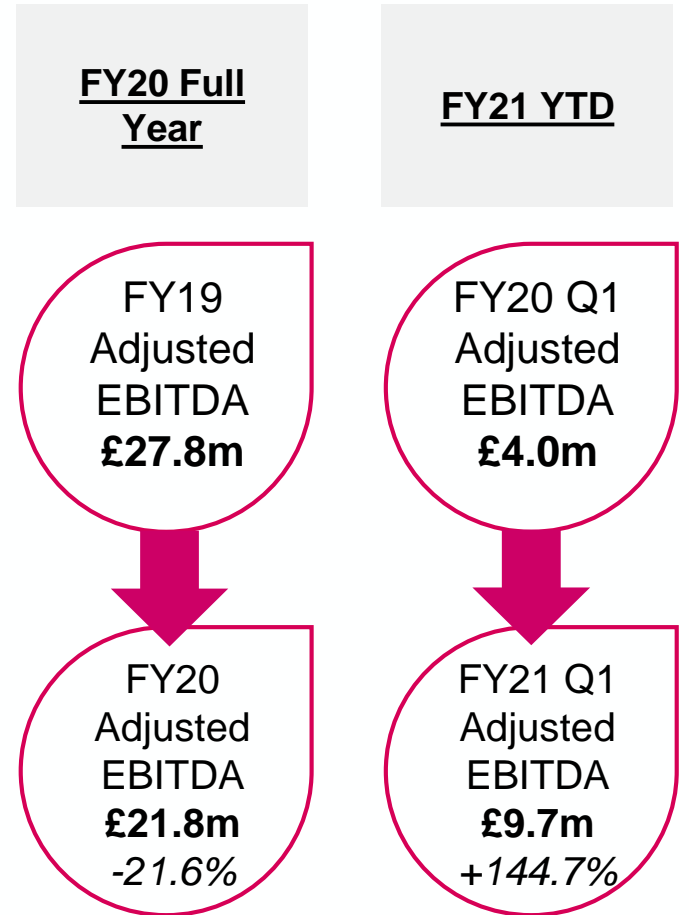 FY20 Full
Year
FY21 YTD
FY19
Adjusted
EBITDA
£27.8m
FY20 Q1
Adjusted
EBITDA
£4.0m
FY20
Adjusted
EBITDA
£21.8m
-21.6%
FY21 Q1
Adjusted
EBITDA
£9.7m
+144.7%